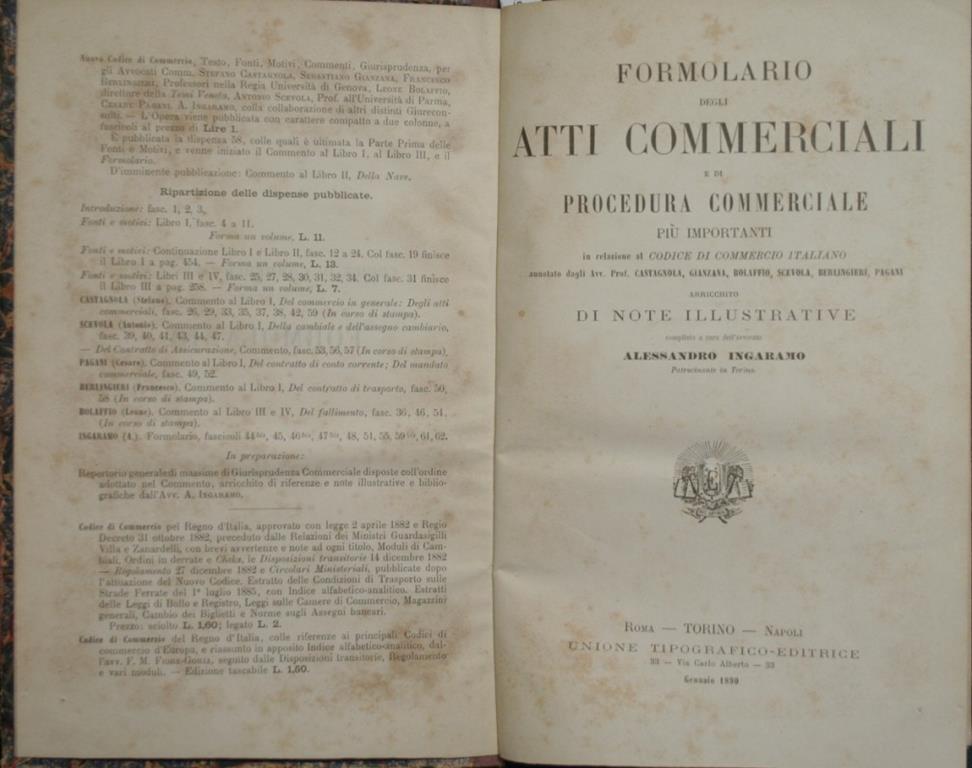 Nuovo Codice di Commercio, Testo, Fonti, Motivi, Commenti, Giurisprudenza, per
gli Avvocati Comm. STEFANO CASTAGNOLA, SEBASTIANO GIANZANA, FRANCESCO
BERLINGIERI, Professori nella Regia Università di Genova, LEONE BOLAFFIO,
direttore della Temi Veneta, ANTONIO SCEVOLA, Prof. all'Università di Parma,
CESARE PAGANI, A. INGARAMO, colla collaborazione di altri distinti Giurecon-
sulti. — L'Opera viene pubblicata con carattere compatto a due colonne, a
fascicoli al prezzo di Lire 1.
È pubblicata la dispensa 58, colle quali è ultimata la Parte Prima delle
Fonti e Motivi, e venne iniziato il Commento al Libro I, al Libro III, e il
Formolario.
D'imminente pubblicazione: Commento al Libro II, Della Nave.
Ripartizione delle dispense pubblicate.
Introduzione: fasc. 1, 2, 3,
Fonti e motivi: Libro I, fasc. 4 a 11.
Forma un volume, L. 11.
Fonti e motivi: Continuazione Libro I e Libro II, fasc. 12 a 24. Col fasc. 19 finisce
il Libro I a pag. 454. — Forma un volume, L. 13.
Fonti e motivi: Libri III e IV, fasc. 25, 27, 28, 30, 31, 32, 34. Col fasc. 31 finisce
il Libro III a pag. 258. — Forma un volume, L. 7.
CASTAGNOLA (Stefano). Commento al Libro I, Del commercio in generale: Degli atti
commerciali, fasc. 26, 29, 33, 35, 37, 38, 42, 59 (In corso di stampa).
SCEVOLA (Antonio). Commento al Libro I, Della cambiale e dell'assegno cambiario,
fasc. 39, 40, 41, 43, 44, 47.
— Del Contratto di Assicurazione, Commento, fasc. 53, 56, 57 (In corso di stampa).
PAGANI (Cesare). Commento al Libro I, Del contratto di conto corrente; Del mandato
commerciale, fasc. 49, 52.
BERLINGIERI (Francesco). Commento al Libro I, Del contratto di trasporto, fasc. 50,
58 (In corso di stampa).
BOLAFFIO (Leone). Commento al Libro III e IV, Del fallimento, fasc. 36, 46, 54.
(In corso di stampa).
INGARAMO (A.). Formolario, fascicoli 44 bis, 45, 46 bis, 47 bis, 48, 51, 55, 59 bis, 61, 62.
In preparazione:
Repertorio generale di massime di Giurisprudenza Commerciale disposte coll'ordine
adottato nel Commento, arricchito di riferenze e note illustrative e biblio-
grafiche dall'Avv. A. INGARAMO.
Codice di Commercio pel Regno d'Italia, approvato con legge 2 aprile 1882 e Regio
Decreto 31 ottobre 1882, preceduto dalle Relazioni dei Ministri Guardasigilli
Villa e Zanardelli, con brevi avvertenze e note ad ogni titolo, Moduli di Cam-
biali, Ordini in derrate e Cheks, le Disposizioni transitorie 14 dicembre 1882
— Regolamento 27 dicembre 1882 e Circolari Ministeriali, pubblicate dopo
l'attuazione del Nuovo Codice. Estratto delle Condizioni di Trasporto sulle
Strade Ferrate del 1° luglio 1885, con Indice alfabetico-analitico. Estratti
delle Leggi di Bollo e Registro, Leggi sulle Camere di Commercio, Magazzini
generali, Cambio dei Biglietti e Norme sugli Assegni bancari.
Prezzo: sciolto L. 1,60; legato L. 2.
Codice di Commercio del Regno d'Italia, colle riferenze ai principali Codici di
commercio d'Europa, e riassunto in apposito Indice alfabetico-analitico, dal-
l'avv. F. M. FIORE-GORIA, seguito dalle Disposizioni transitorie, Regolamento
e vari moduli. — Edizione tascabile L. 1,60.
FORMOLARIO
DEGLI
ATTI COMMERCIALI
E DI
PROCEDURA COMMERCIALE
PIÙ IMPORTANTI
in relazione al CODICE DI COMMERCIO ITALIANO
annotato dagli Avv. Prof. CASTAGNOLA, GIANZANA, BOLAFFIO, SCEVOLA, BERLINGIERI, PAGANI
ARRICCHITO
DI NOTE ILLUSTRATIVE
compilato a cura dell'avvocato
ALESSANDRO INGARAMO
Patrocinante in Torino
ROMA — TORINO — NAPOLI
UNIONE TIPOGRAFICO-EDITRICE
33 — Via Carlo Alberto — 33
Gennaio 1890